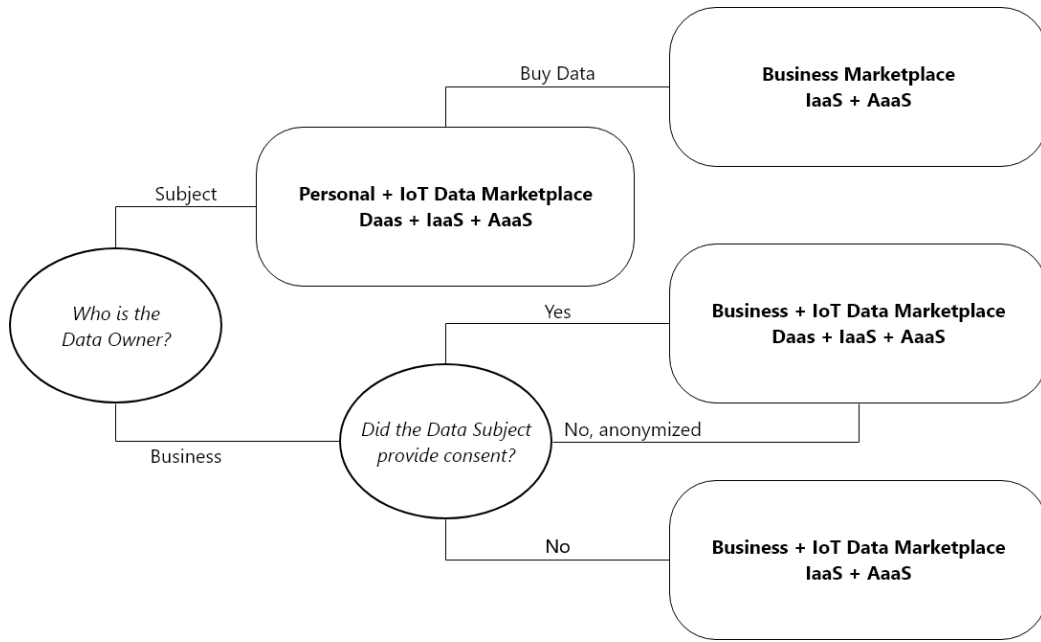 Buy Data
Business Marketplace
IaaS + AaaS
Subject
Personal + IoT Data Marketplace
Daas + IaaS + AaaS
Who is the
Data Owner?
Yes
Business + IoT Data Marketplace
Daas + IaaS + AaaS
Business
Did the Data Subject
provide consent?
No, anonymized
No
Business + IoT Data Marketplace
IaaS + AaaS